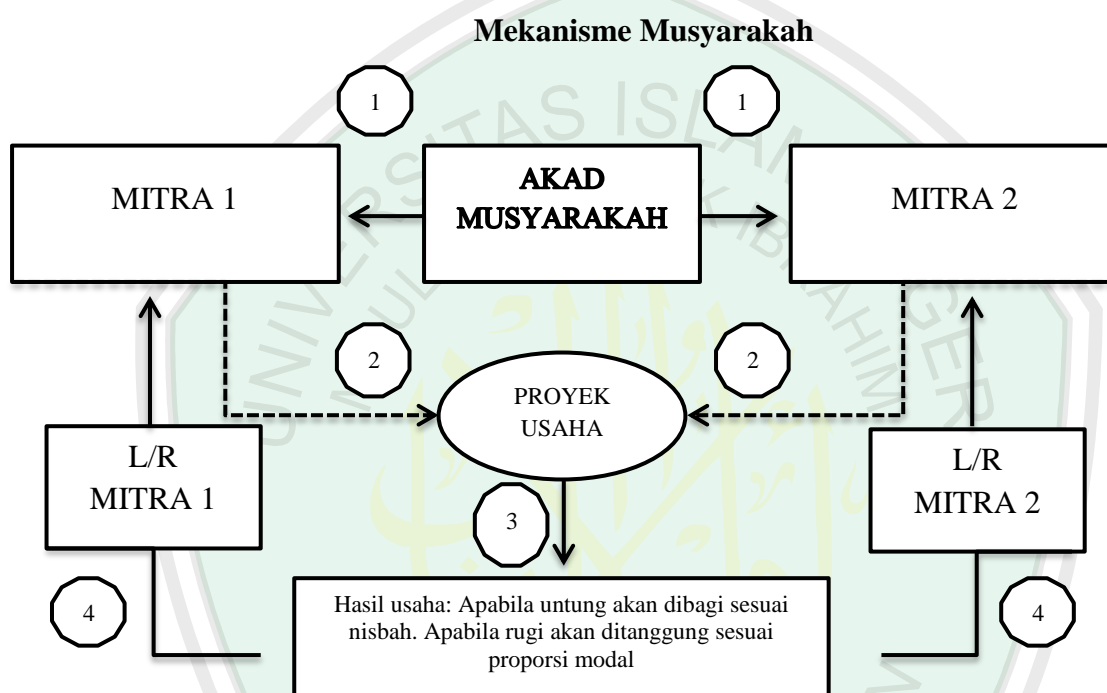 Mekanisme Musyarakah
1
1
MITRA 1
AKAD
MUSYARAKAH
MITRA 2
2
2
PROYEK
USAHA
L/R
MITRA 1
L/R
MITRA 2
3
4
4
Hasil usaha: Apabila untung akan dibagi sesuai
nisbah. Apabila rugi akan ditanggung sesuai
proporsi modal